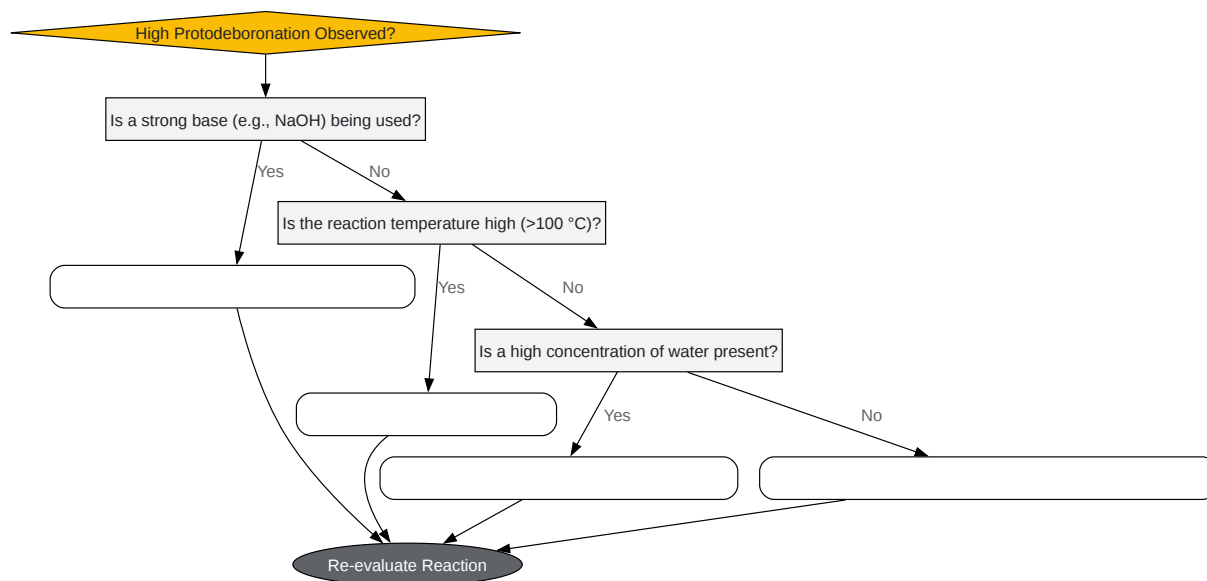 High Protodeboronation Observed?
Is a strong base (e.g., NaOH) being used?
Yes
No
Is the reaction temperature high (>100 °C)?
Yes
No
Is a high concentration of water present?
Yes
No
Re-evaluate Reaction